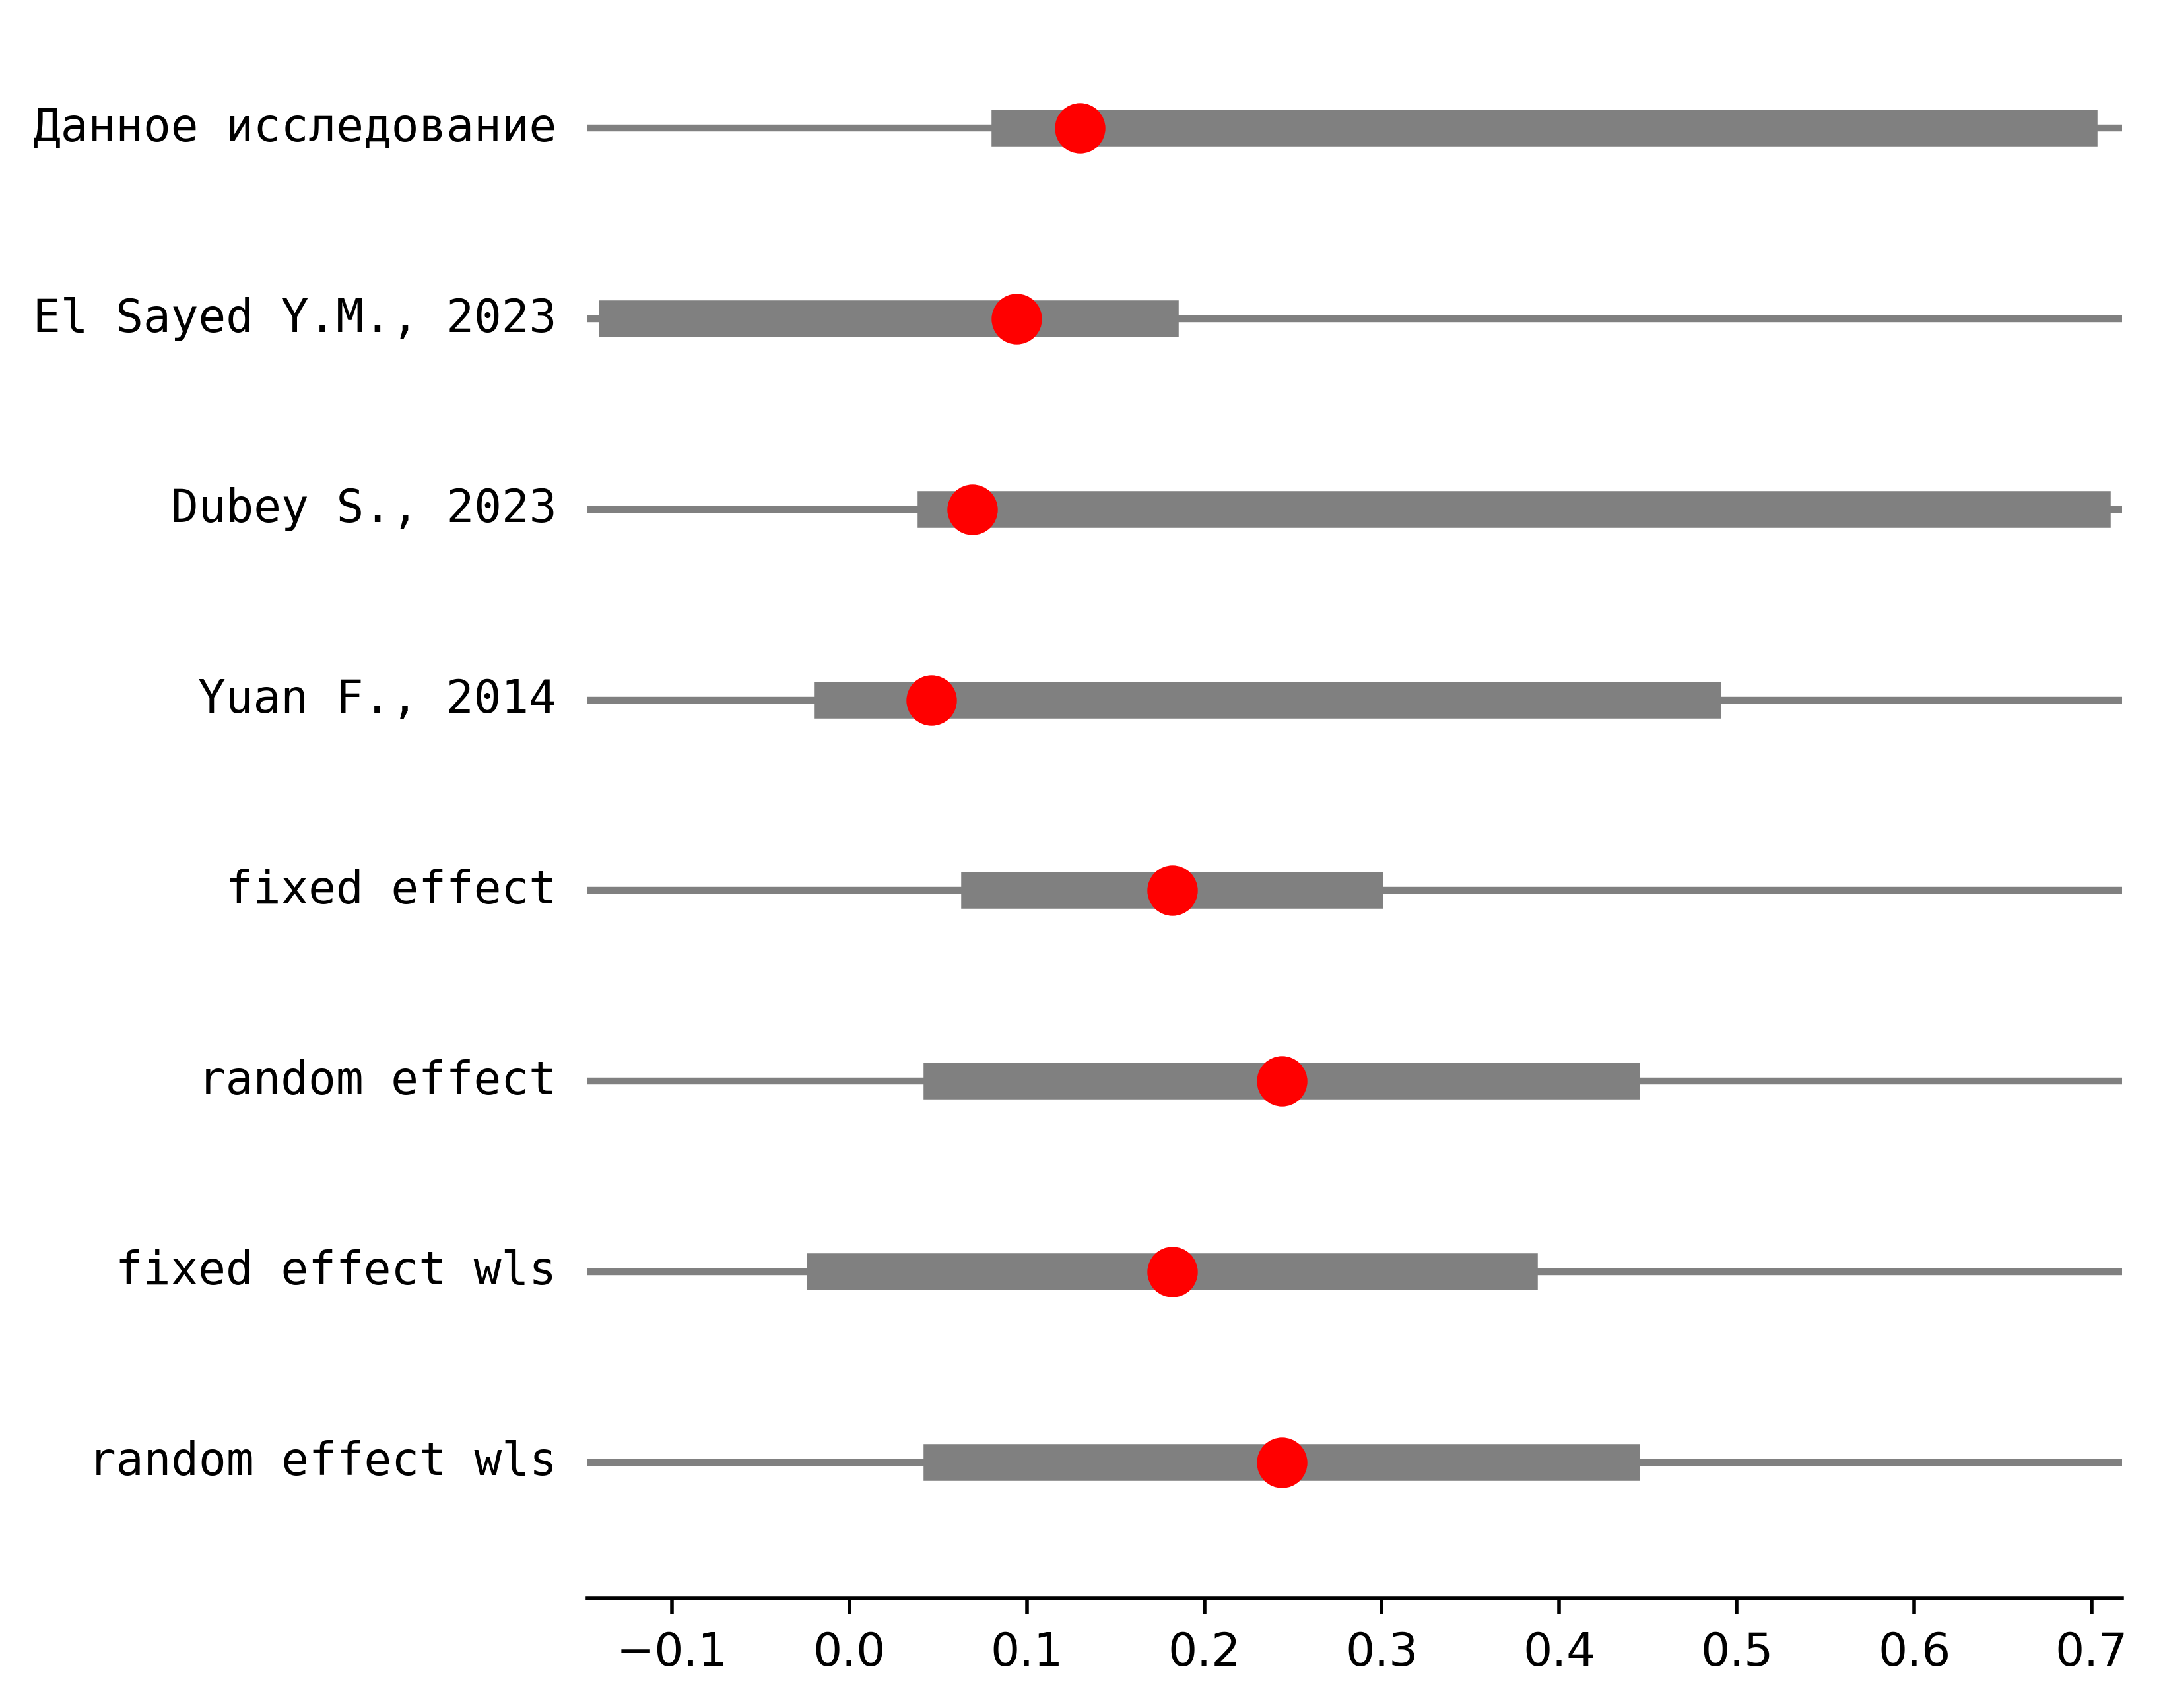 Данное исследование
El Sayed Y.M., 2023
Dubey S., 2023
Yuan F., 2014
fixed effect
random effect
fixed effect wls
random effect wls
−0.1 0.0 0.1 0.2 0.3 0.4 0.5 0.6 0.7